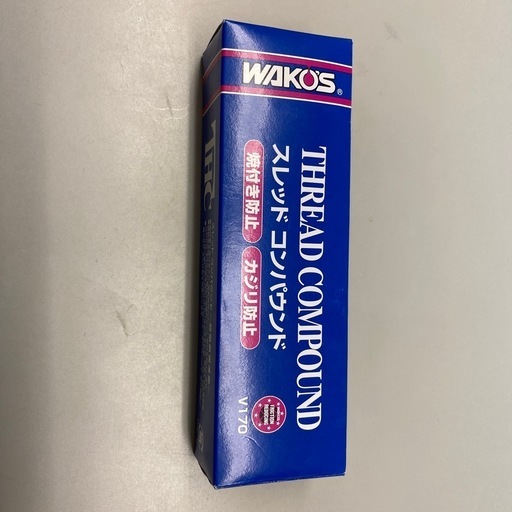 WAKO'S®
THREAD COMPOUND
スレッド コンパウンド
焼付き防止 カジリ防止
V170
THC